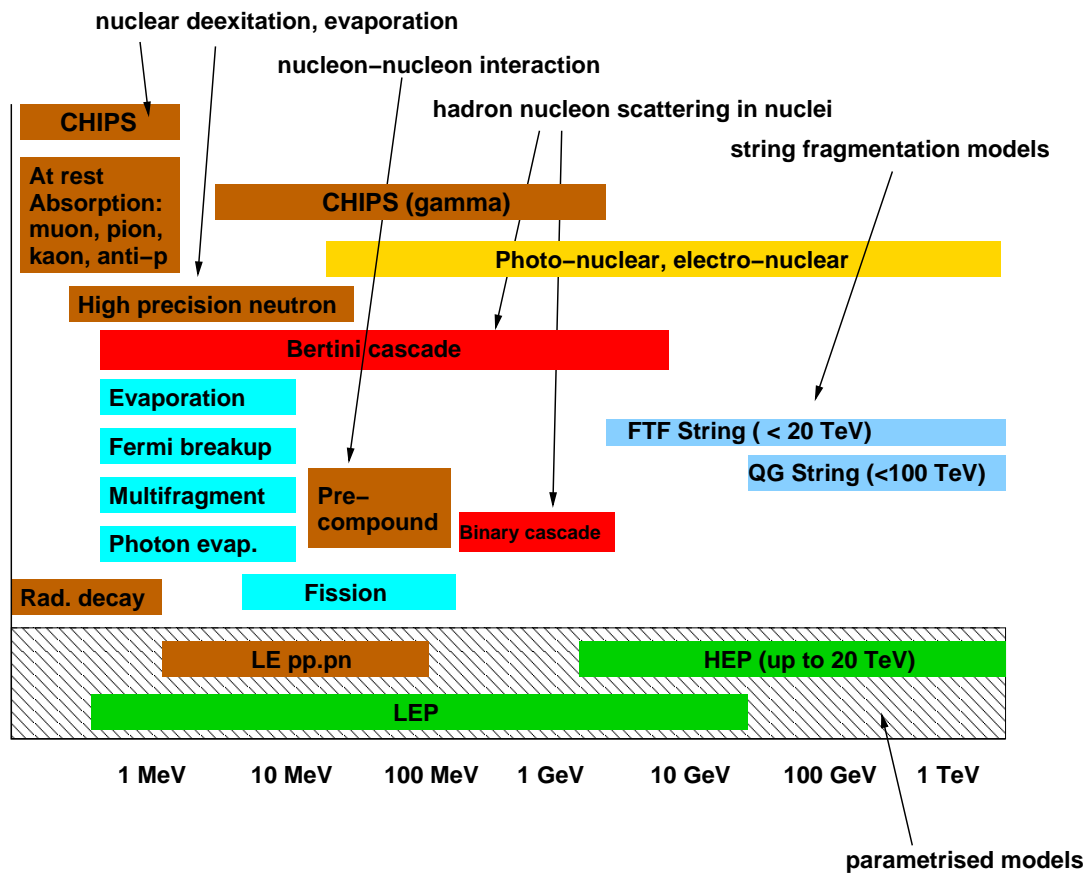 nuclear deexitation, evaporation
nucleon−nucleon interaction
hadron nucleon scattering in nuclei
string fragmentation models
CHIPS
At rest
Absorption:
muon, pion,
kaon, anti−p
CHIPS (gamma)
Photo−nuclear, electro−nuclear
High precision neutron
Bertini cascade
Evaporation
FTF String ( < 20 TeV)
Fermi breakup
QG String (<100 TeV)
Multifragment
Pre−
compound
Photon evap.
Binary cascade
Rad. decay
Fission
LE pp.pn
HEP (up to 20 TeV)
LEP
1 MeV 10 MeV 100 MeV 1 GeV 10 GeV 100 GeV 1 TeV
parametrised models